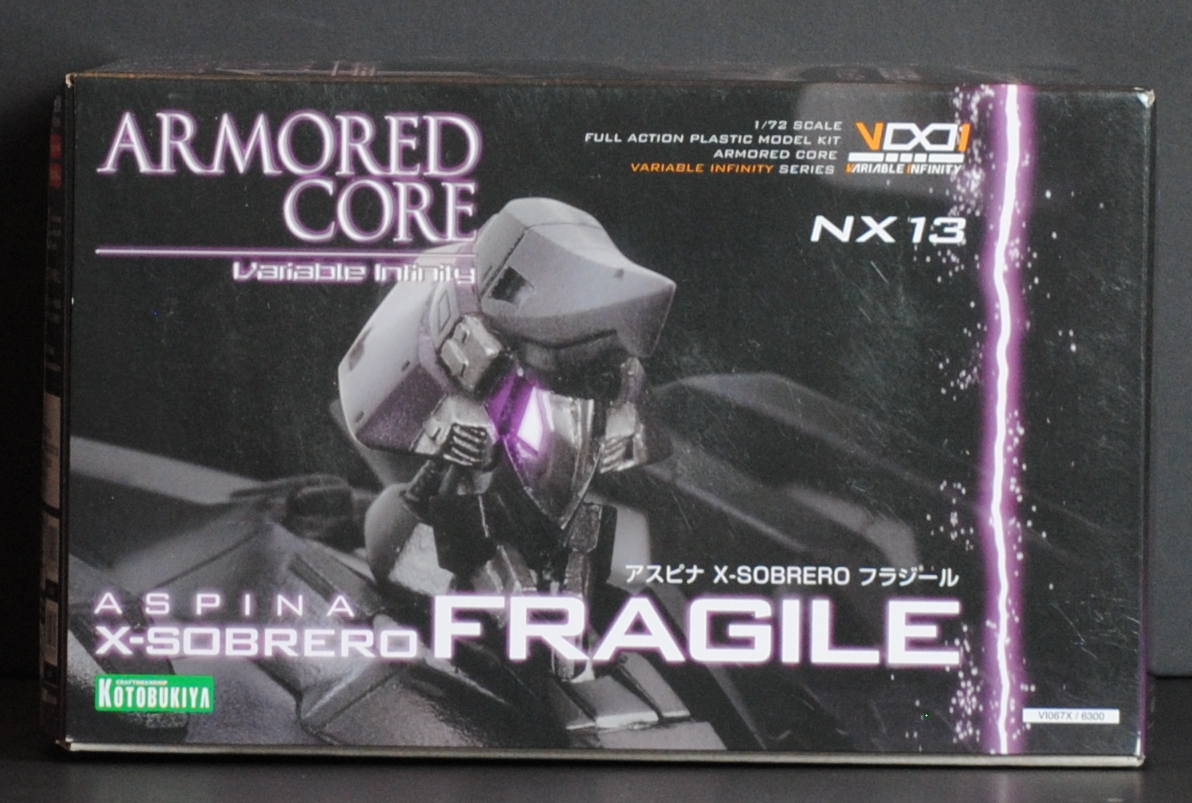 ARMORED
CORE
Variable Infinity
1/72 SCALE
FULL ACTION PLASTIC MODEL KIT
ARMORED CORE
VARIABLE INFINITY SERIES
VARIABLE INFINITY
NX13
アスピナ X-SOBRERO フラジール
ASPINA
X-SOBRERO FRAGILE
CRAFTSMANSHIP
KOTOBUKIYA
VI067X / 6300